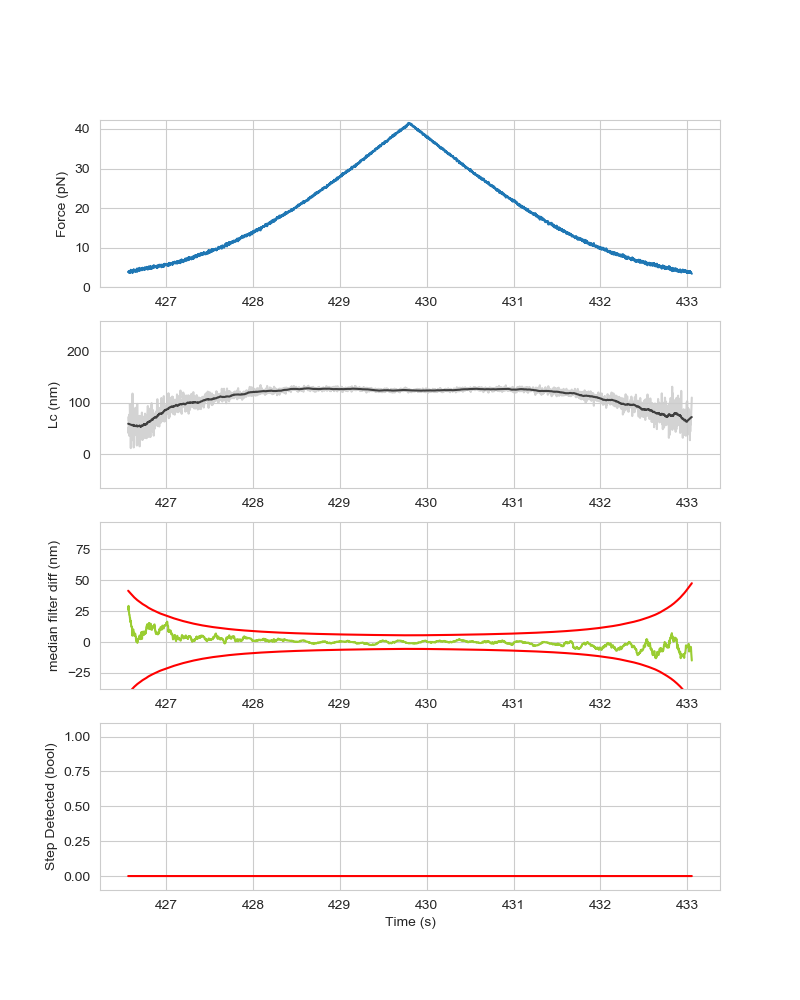 Force (pN)
40
30
20
10
0
427 428 429 430 431 432 433
Lc (nm)
200
100
0
427 428 429 430 431 432 433
median filter diff (nm)
75
50
25
0
−25
427 428 429 430 431 432 433
Step Detected (bool)
1.00
0.75
0.50
0.25
0.00
427 428 429 430 431 432 433
Time (s)